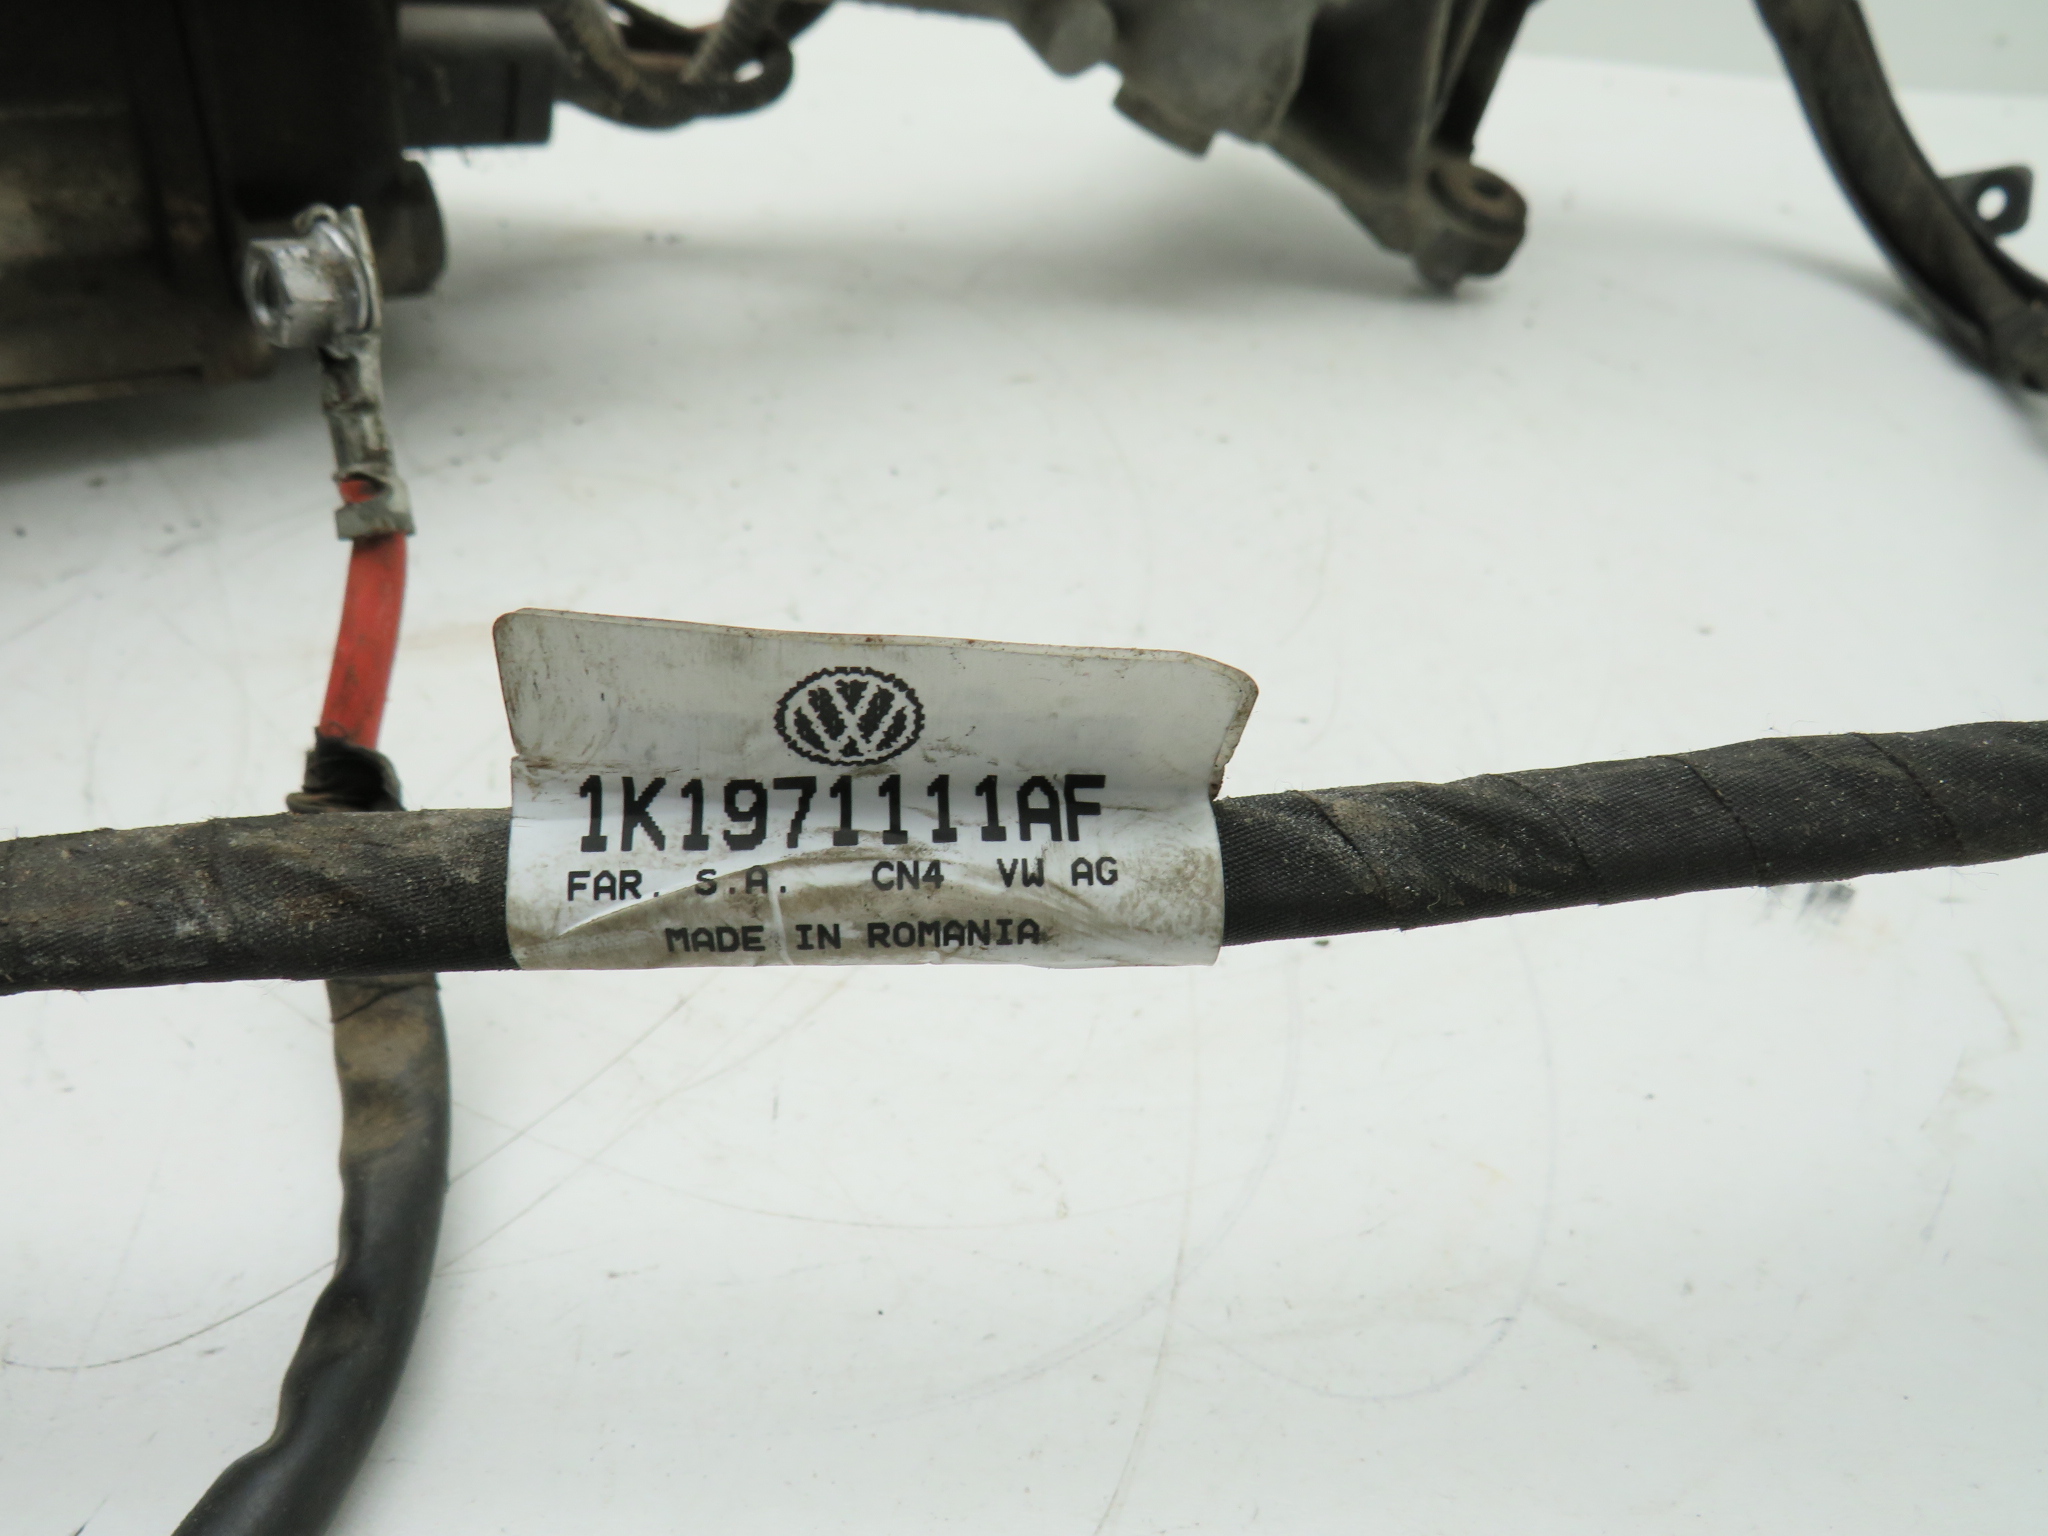 1K1971111AF
FAR. S.A. CN4 VW AG
MADE IN ROMANIA